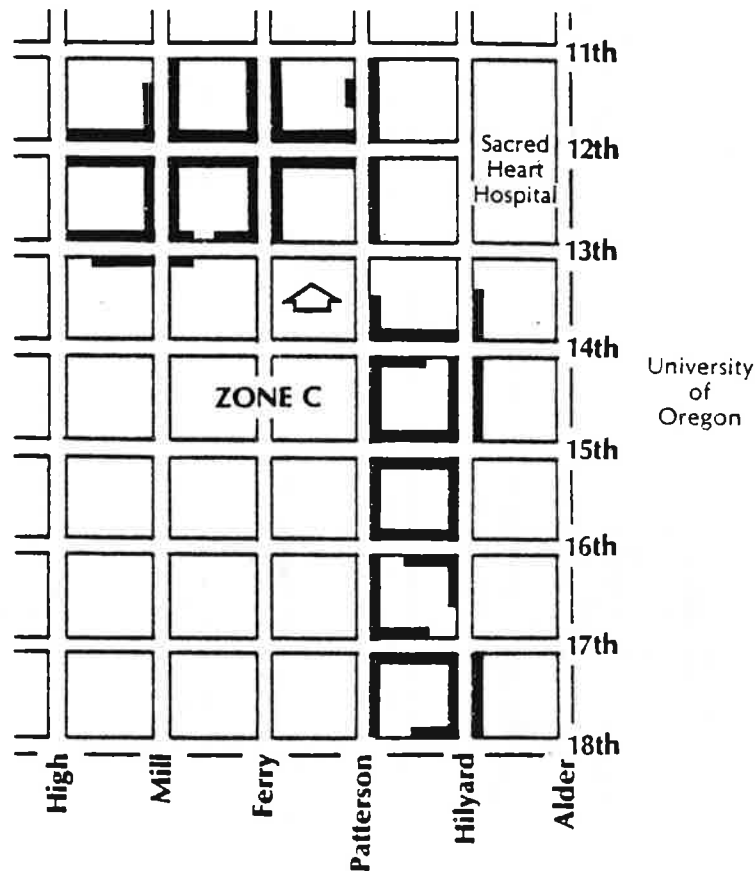 11th
Sacred
Heart
Hospital
12th
13th
14th
ZONE C
University
of
Oregon
15th
16th
17th
18th
High
Mill
Ferry
Patterson
Hilyard
Alder